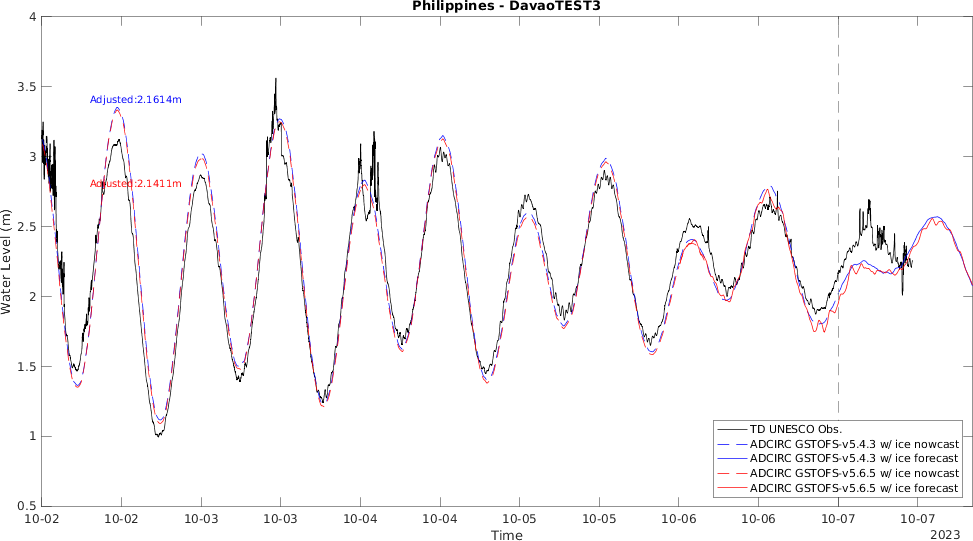 Philippines - DavaoTEST3
4
3.5
3
2.5
2
1.5
1
0.5
Water Level (m)
Adjusted:2.1614m
Adjusted:2.1411m
TD UNESCO Obs.
ADCIRC GSTOFS-v5.4.3 w/ ice nowcast
ADCIRC GSTOFS-v5.4.3 w/ ice forecast
ADCIRC GSTOFS-v5.6.5 w/ ice nowcast
ADCIRC GSTOFS-v5.6.5 w/ ice forecast
10-02 10-02 10-03 10-03 10-04 10-04 10-05 10-05 10-06 10-06 10-07 10-07
Time
2023